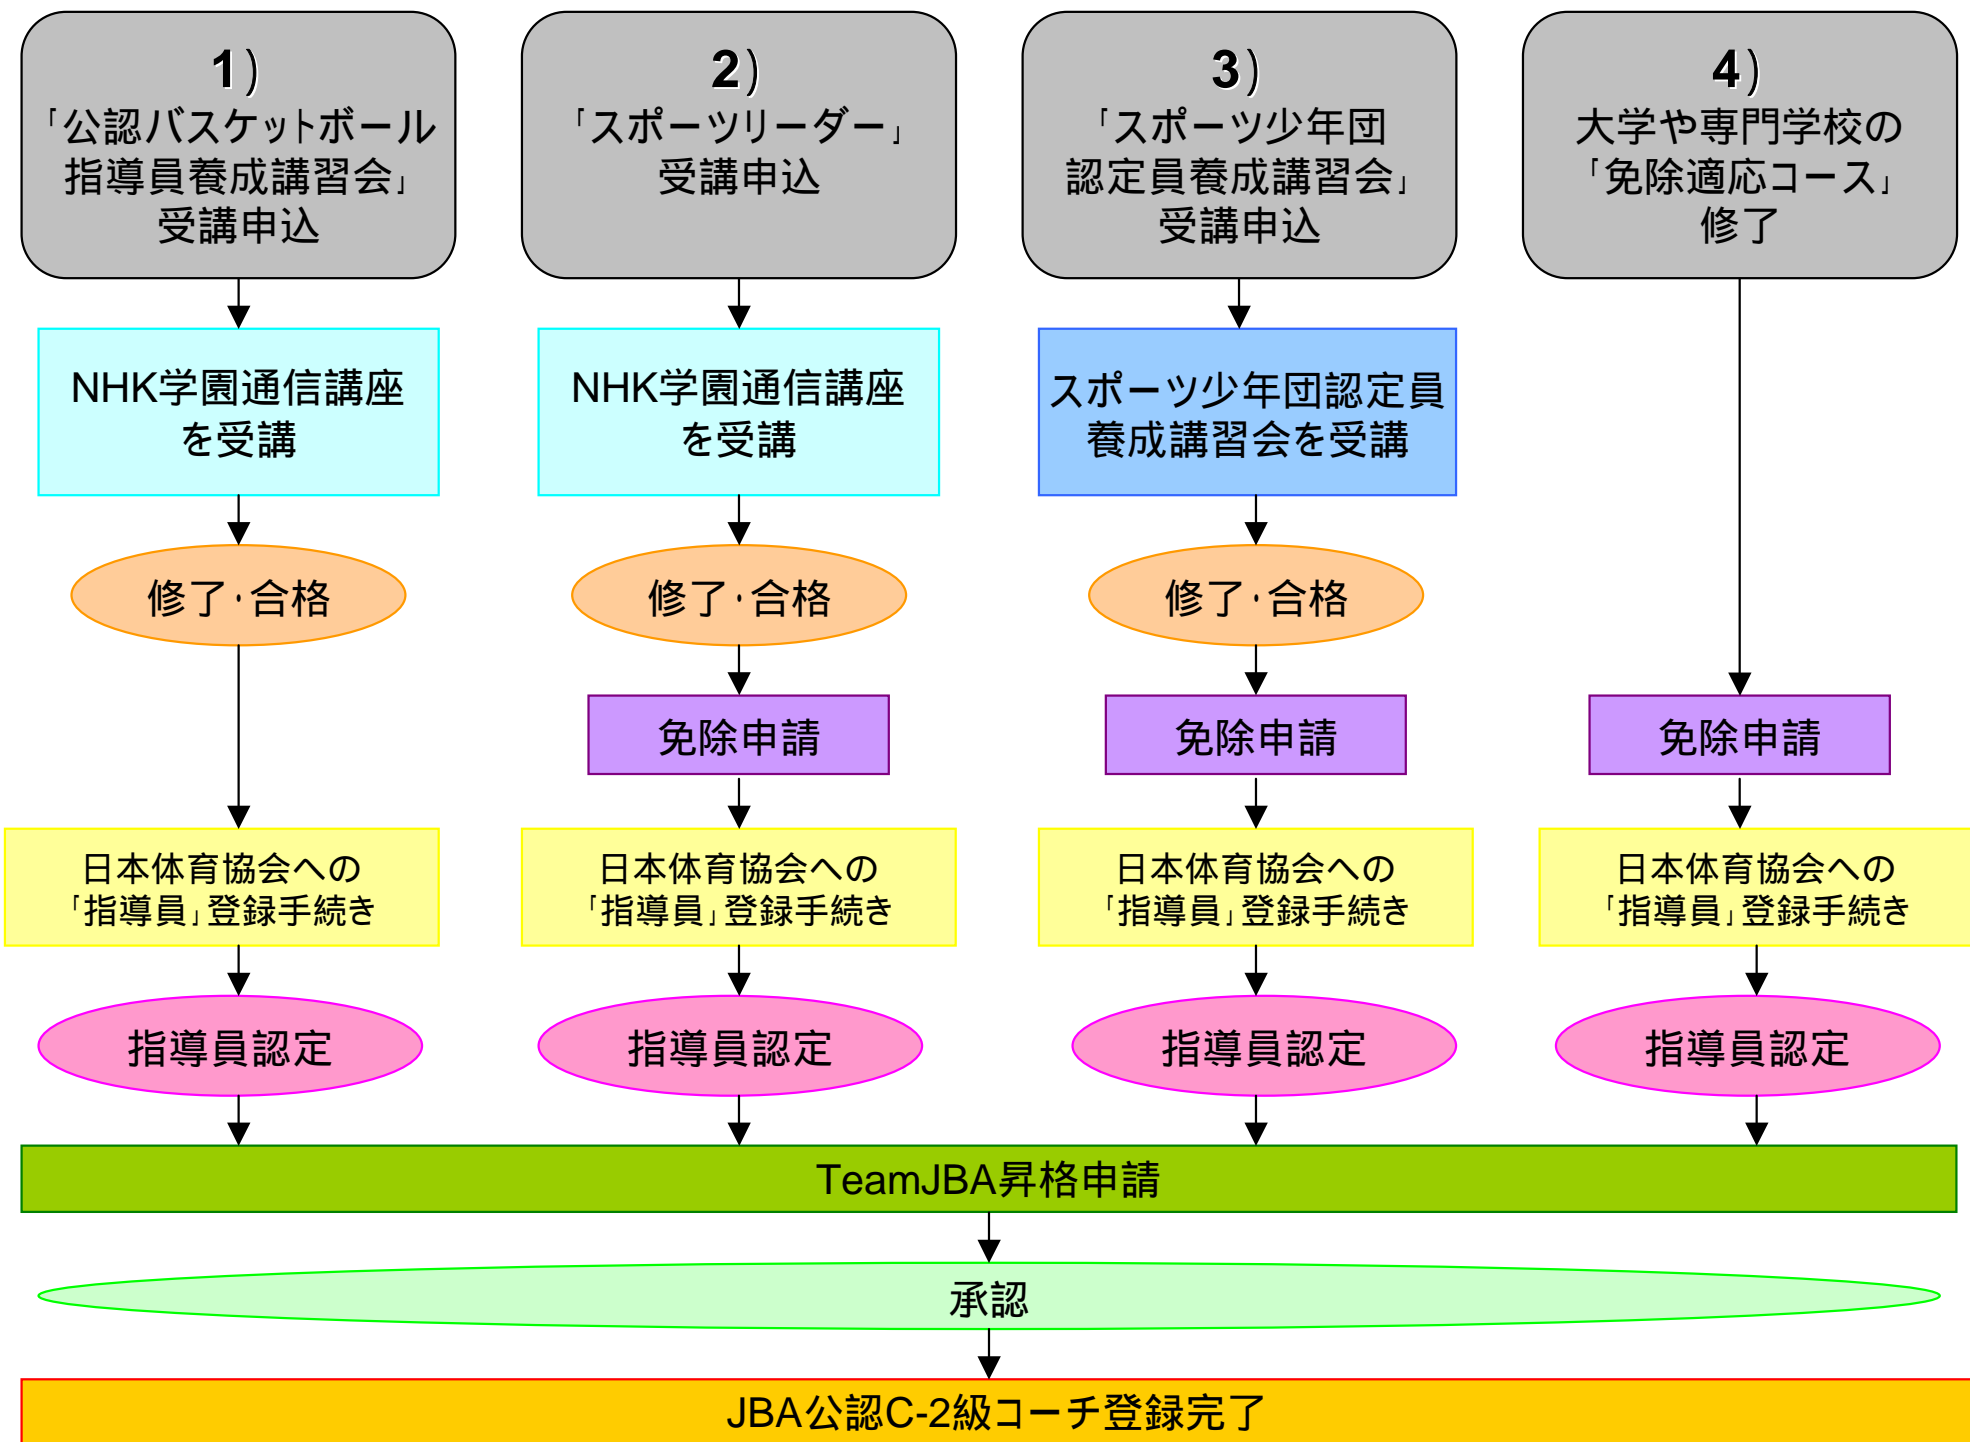 1)
「公認バスケットボール
指導員養成講習会」
受講申込
2)
「スポーツリーダー」
受講申込
3)
「スポーツ少年団
認定員養成講習会」
受講申込
4)
大学や専門学校の
「免除適応コース」
修了
NHK学園通信講座
を受講
NHK学園通信講座
を受講
スポーツ少年団認定員
養成講習会を受講
修了・合格
修了・合格
修了・合格
免除申請
免除申請
免除申請
日本体育協会への
「指導員」登録手続き
日本体育協会への
「指導員」登録手続き
日本体育協会への
「指導員」登録手続き
日本体育協会への
「指導員」登録手続き
指導員認定
指導員認定
指導員認定
指導員認定
TeamJBA昇格申請
承認
JBA公認C-2級コーチ登録完了